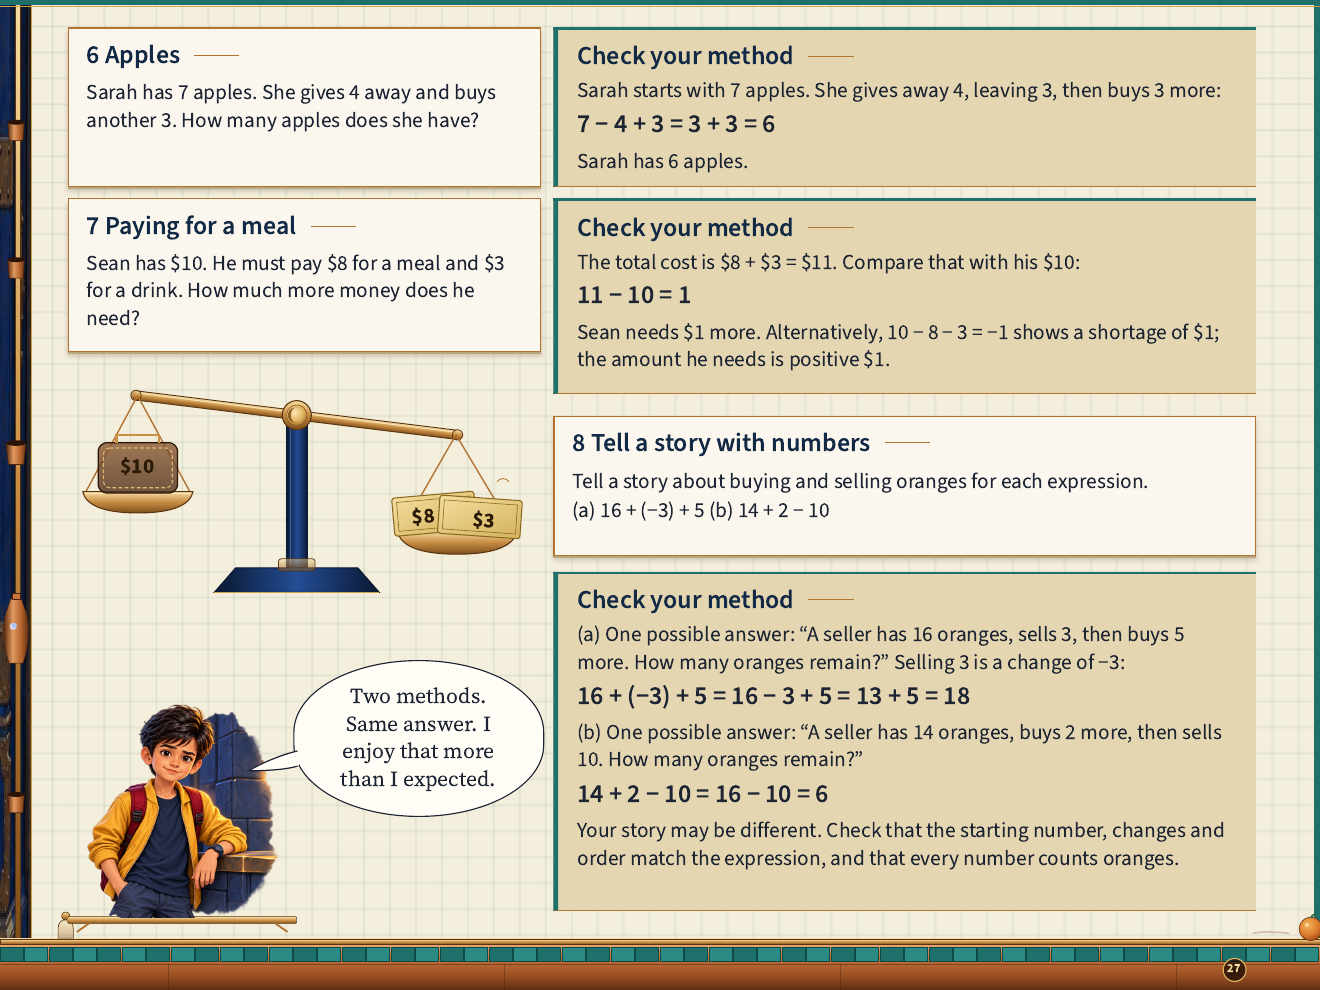 6 Apples
Sarah has 7 apples. She gives 4 away and buys
another 3. How many apples does she have?
Check your method
Sarah starts with 7 apples. She gives away 4, leaving 3, then buys 3 more:
7 − 4 + 3 = 3 + 3 = 6
Sarah has 6 apples.
7 Paying for a meal
Sean has $10. He must pay $8 for a meal and $3
for a drink. How much more money does he
need?
Check your method
The total cost is $8 + $3 = $11. Compare that with his $10:
11 − 10 = 1
Sean needs $1 more. Alternatively, 10 − 8 − 3 = −1 shows a shortage of $1;
the amount he needs is positive $1.
$10
$8
$3
8 Tell a story with numbers
Tell a story about buying and selling oranges for each expression.
(a) 16 + (−3) + 5 (b) 14 + 2 − 10
Check your method
(a) One possible answer: “A seller has 16 oranges, sells 3, then buys 5
more. How many oranges remain?” Selling 3 is a change of −3:
16 + (−3) + 5 = 16 − 3 + 5 = 13 + 5 = 18
(b) One possible answer: “A seller has 14 oranges, buys 2 more, then sells
10. How many oranges remain?”
14 + 2 − 10 = 16 − 10 = 6
Your story may be different. Check that the starting number, changes and
order match the expression, and that every number counts oranges.
Two methods.
Same answer. I
enjoy that more
than I expected.
27